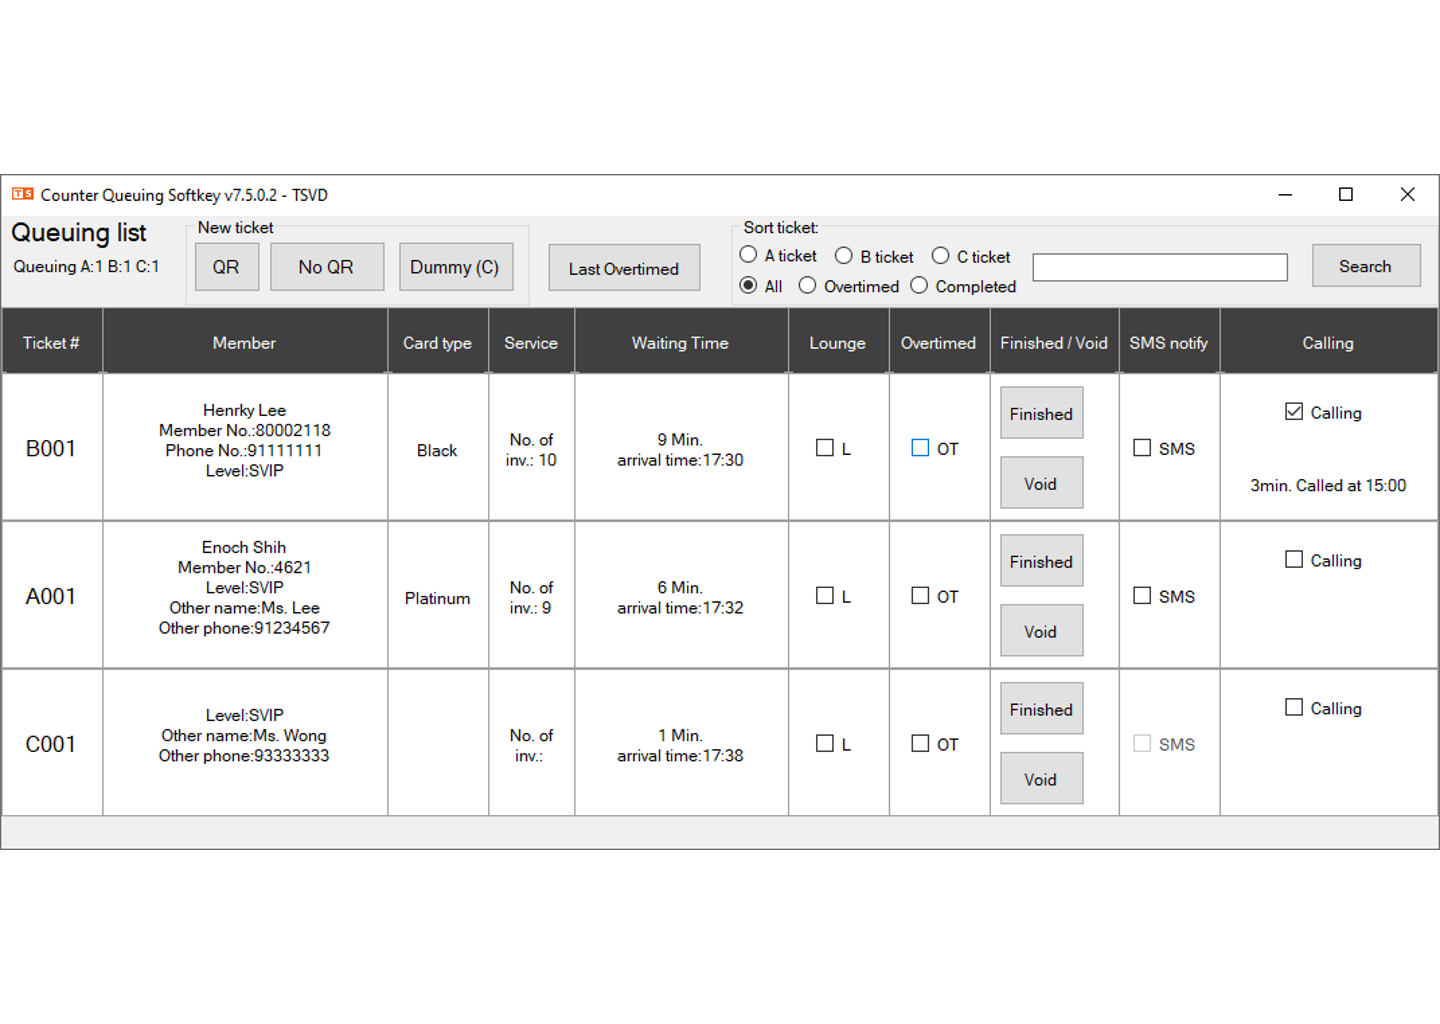 TS Counter Queuing Softkey v7.5.0.2 - TSVD
Queuing list
Queuing A:1 B:1 C:1
New ticket
QR
No QR
Dummy (C)
Last Overtimed
Sort ticket:
A ticket
B ticket
C ticket
All
Overtimed
Completed
Search
Ticket #
Member
Card type
Service
Waiting Time
Lounge
Overtimed
Finished / Void
SMS notify
Calling
B001
Henrky Lee
Member No.:80002118
Phone No.:91111111
Level:SVIP
Black
No. of
inv.: 10
9 Min.
arrival time:17:30
L
OT
Finished
Void
SMS
Calling
3min. Called at 15:00
A001
Enoch Shih
Member No.:4621
Level:SVIP
Other name:Ms. Lee
Other phone:91234567
Platinum
No. of
inv.: 9
6 Min.
arrival time:17:32
L
OT
Finished
Void
SMS
Calling
C001
Level:SVIP
Other name:Ms. Wong
Other phone:93333333
No. of
inv.:
1 Min.
arrival time:17:38
L
OT
Finished
Void
SMS
Calling